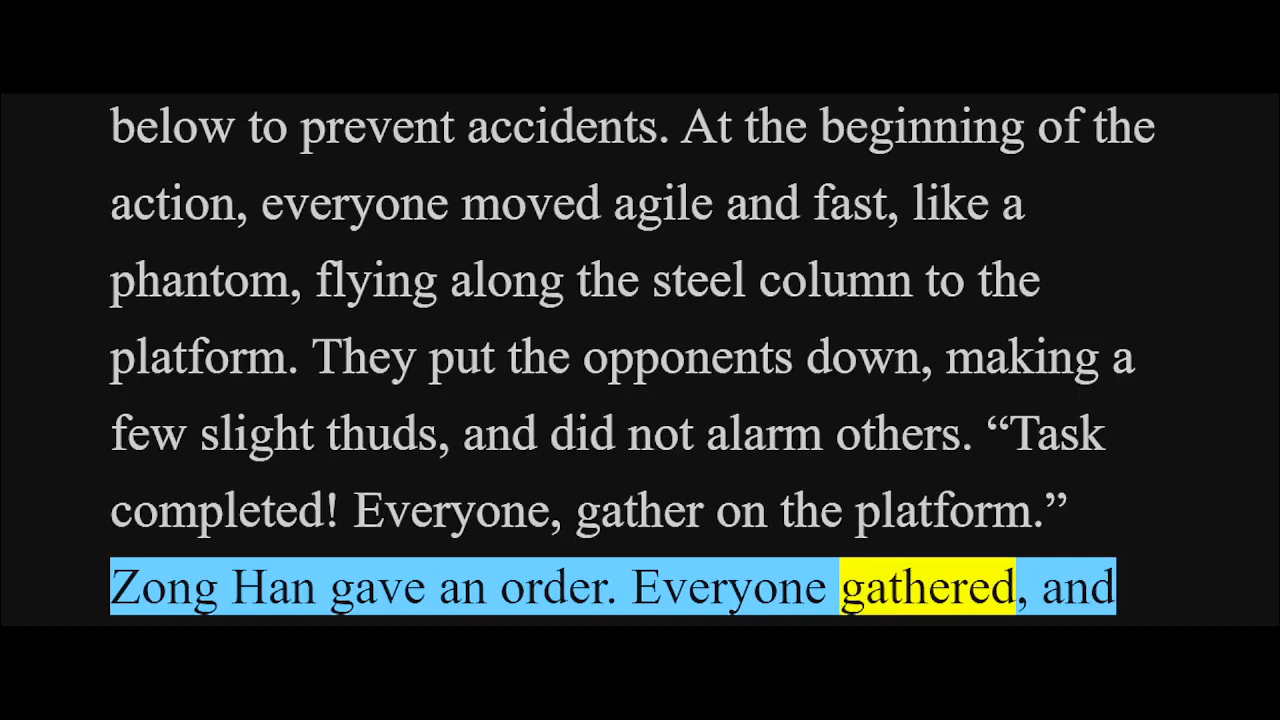 below to prevent accidents. At the beginning of the
action, everyone moved agile and fast, like a
phantom, flying along the steel column to the
platform. They put the opponents down, making a
few slight thuds, and did not alarm others. “Task
completed! Everyone, gather on the platform.”
Zong Han gave an order. Everyone gathered, and